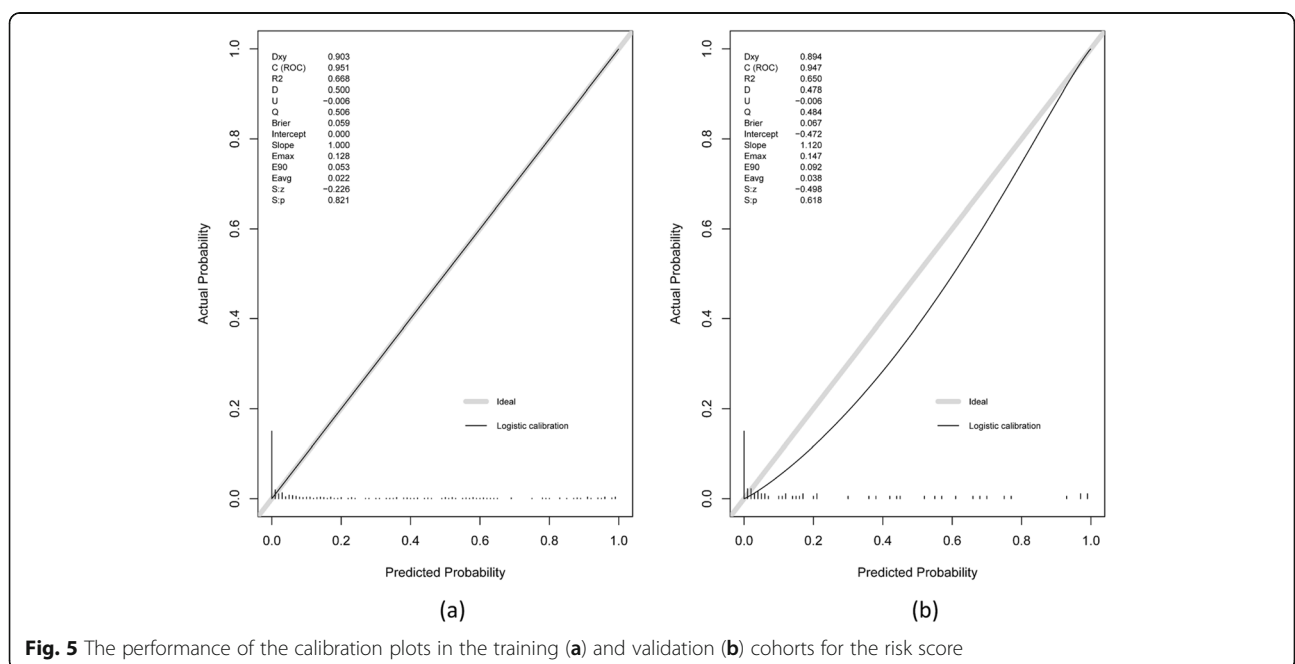 Dxy 0.903
C (ROC) 0.951
R2 0.668
D 0.500
U −0.006
Q 0.506
Brier 0.059
Intercept 0.000
Slope 1.000
Emax 0.128
E90 0.053
Eavg 0.022
S:z −0.226
S:p 0.821
1.0
0.8
0.6
0.4
0.2
0.0
Actual Probability
Ideal
Logistic calibration
0.0 0.2 0.4 0.6 0.8 1.0
Predicted Probability
(a)
Dxy 0.894
C (ROC) 0.947
R2 0.650
D 0.478
U −0.006
Q 0.484
Brier 0.067
Intercept −0.472
Slope 1.120
Emax 0.147
E90 0.092
Eavg 0.038
S:z −0.498
S:p 0.618
1.0
0.8
0.6
0.4
0.2
0.0
Actual Probability
Ideal
Logistic calibration
0.0 0.2 0.4 0.6 0.8 1.0
Predicted Probability
(b)
Fig. 5 The performance of the calibration plots in the training (a) and validation (b) cohorts for the risk score